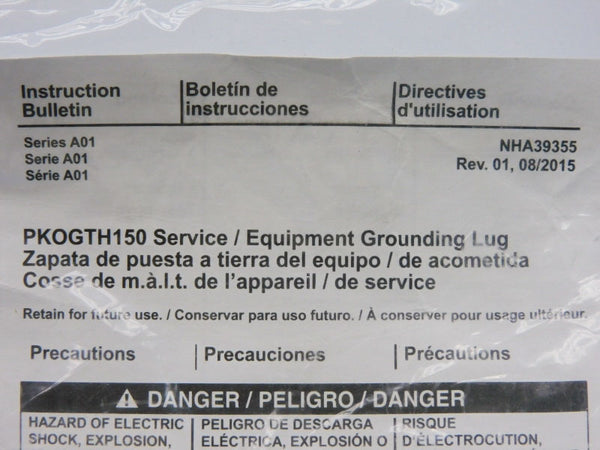 Instruction Bulletin
Boletín de instrucciones
Directives d'utilisation
Series A01
Serie A01
Série A01
NHA39355
Rev. 01, 08/2015
PKOGTH150 Service / Equipment Grounding Lug
Zapata de puesta a tierra del equipo / de acometida
Cosse de m.à.l.t. de l'appareil / de service
Retain for future use. / Conservar para uso futuro. / À conserver pour usage ultérieur.
Precautions
Precauciones
Précautions
⚠ DANGER / PELIGRO / DANGER
HAZARD OF ELECTRIC
SHOCK, EXPLOSION,
PELIGRO DE DESCARGA
ELÉCTRICA, EXPLOSIÓN O
RISQUE
D'ÉLECTROCUTION,